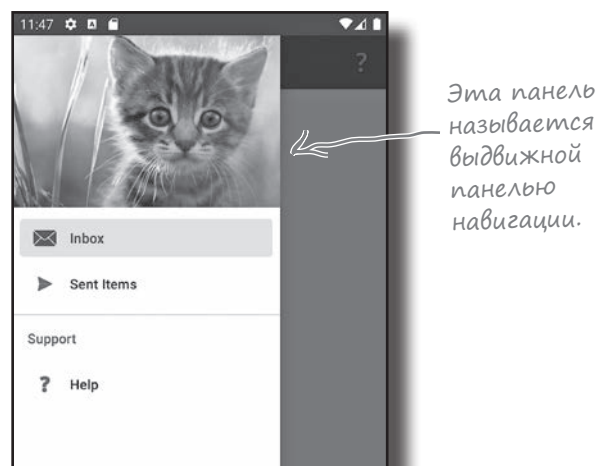 11:47
?
Эта панель
называется
выдвижной
панелью
навигации.
Inbox
Sent Items
Support
? Help